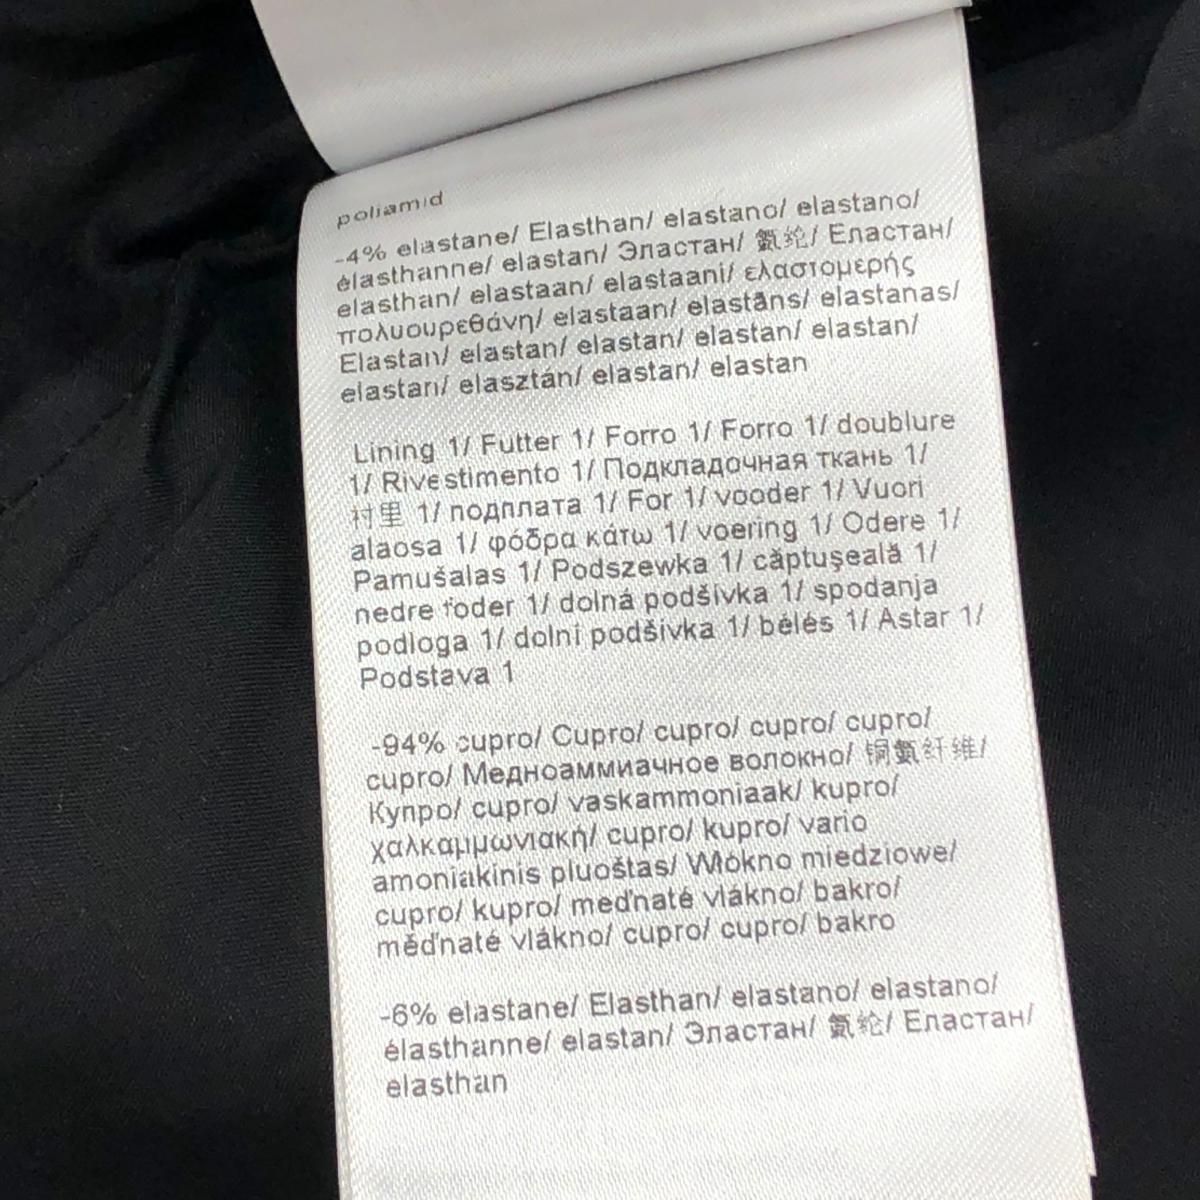 poliamid
-4% elastane/ Elasthan/ elastano/ elastano/
élasthanne/ elastan/ Эластан/ 氨纶/ Еластан/
elasthan/ elastaan/ elastaani/ ελαστομερής
πολυουρεθάνη/ elastaan/ elastāns/ elastanas/
Elastan/ elastan/ elastan/ elastan/ elastan/
elastan/ elasztán/ elastan/ elastan
Lining 1/ Futter 1/ Forro 1/ Forro 1/ doublure
1/ Rivestimento 1/ Подкладочная ткань 1/
衬里 1/ подплата 1/ For 1/ vooder 1/ Vuori
alaosa 1/ φόδρα κάτω 1/ voering 1/ Odere 1/
Pamušalas 1/ Podszewka 1/ căptuşeală 1/
nedre foder 1/ dolná podšívka 1/ spodanja
podloga 1/ dolní podšívka 1/ bélés 1/ Astar 1/
Podstava 1
-94% cupro/ Cupro/ cupro/ cupro/ cupro/
cupro/ Медноаммиачное волокно/ 铜氨纤维/
Купро/ cupro/ vaskammoniaak/ kupro/
χαλκαμμωνιακή/ cupro/ kupro/ vario
amoniakinis pluoštas/ Włókno miedziowe/
cupro/ kupro/ meďnaté vlákno/ bakro/
měďnaté vlákno/ cupro/ cupro/ bakro
-6% elastane/ Elasthan/ elastano/ elastano/
élasthanne/ elastan/ Эластан/ 氨纶/ Еластан/
elasthan